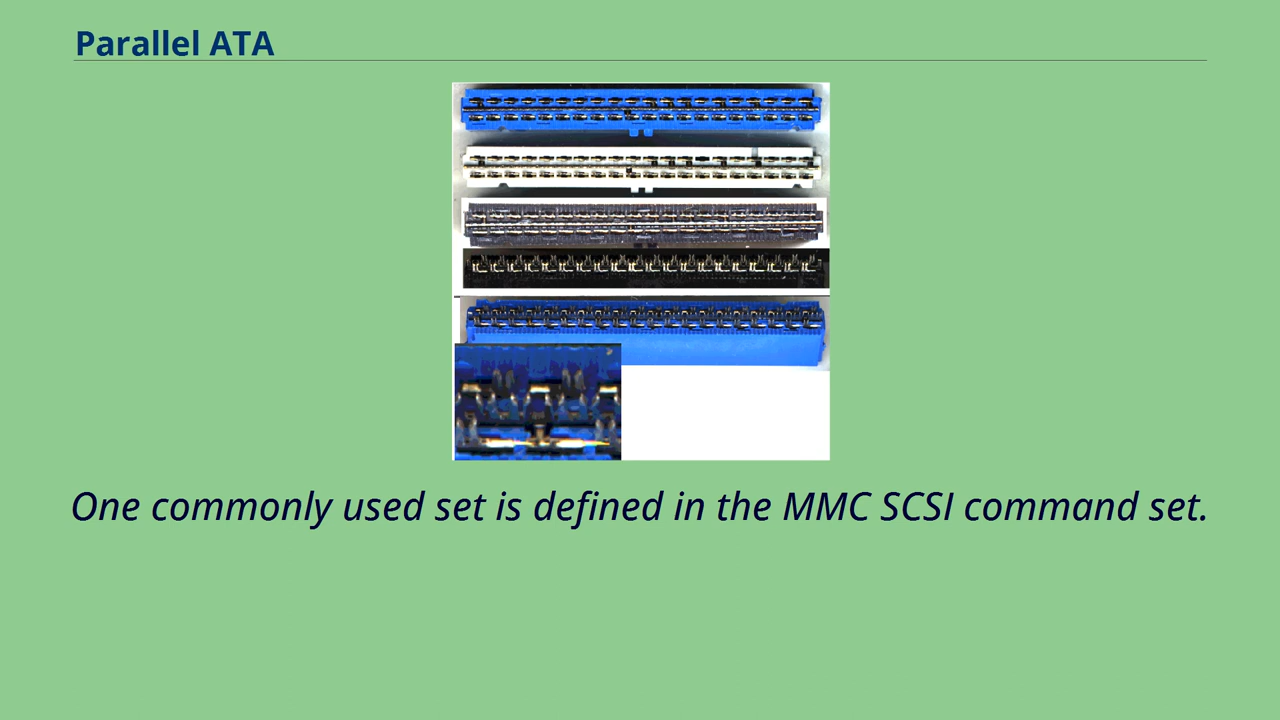 Parallel ATA
One commonly used set is defined in the MMC SCSI command set.